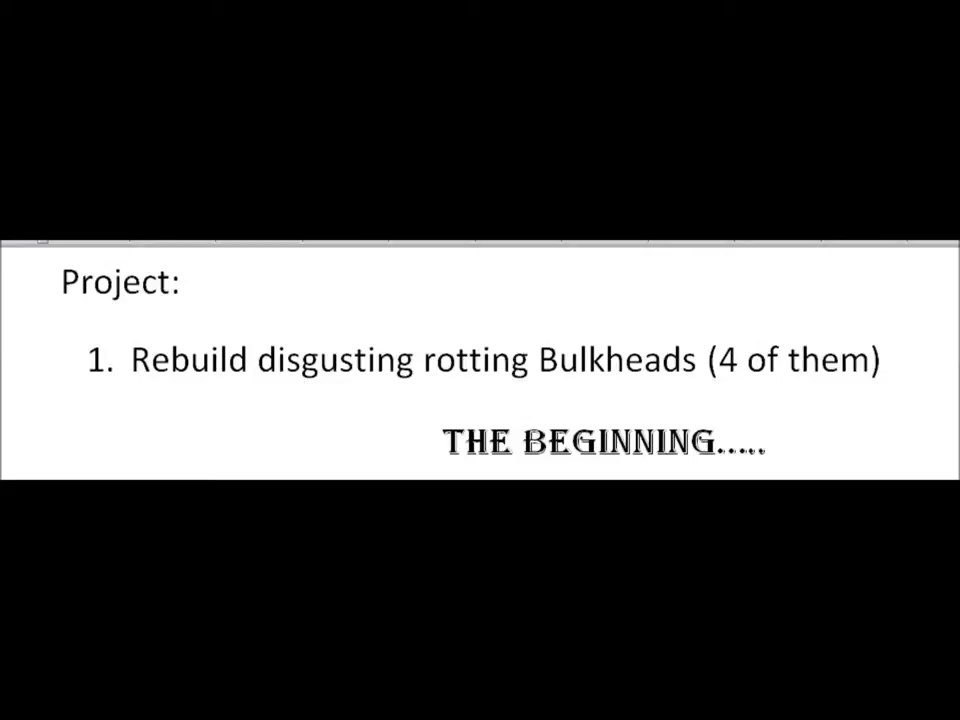 Project:
1. Rebuild disgusting rotting Bulkheads (4 of them)
THE BEGINNING.....